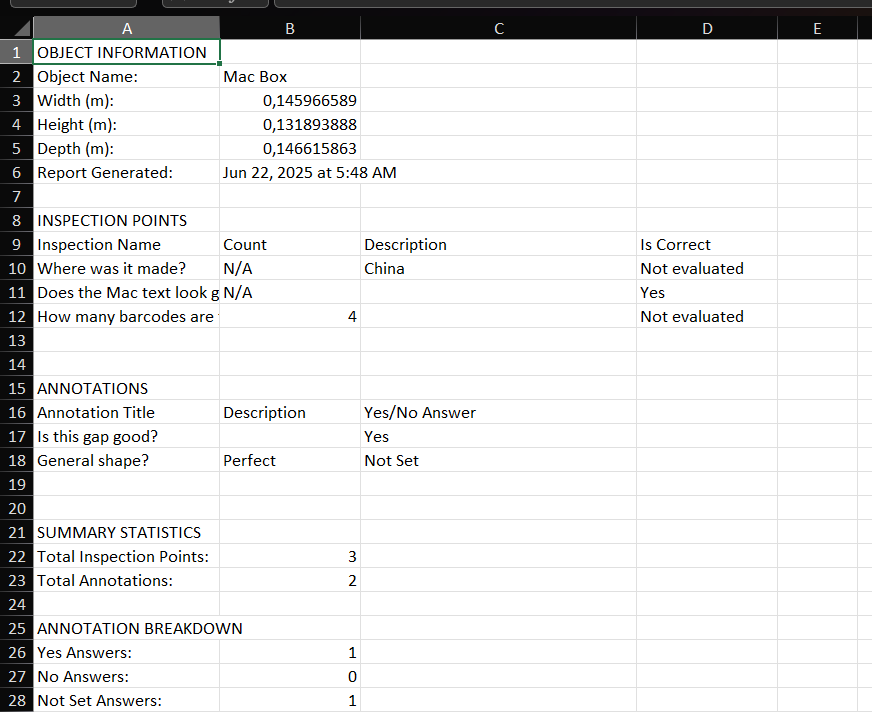 A B C D E
1 OBJECT INFORMATION
2 Object Name: Mac Box
3 Width (m): 0,145966589
4 Height (m): 0,131893888
5 Depth (m): 0,146615863
6 Report Generated: Jun 22, 2025 at 5:48 AM
7
8 INSPECTION POINTS
9 Inspection Name Count Description Is Correct
10 Where was it made? N/A China Not evaluated
11 Does the Mac text look g N/A Yes
12 How many barcodes are 4 Not evaluated
13
14
15 ANNOTATIONS
16 Annotation Title Description Yes/No Answer
17 Is this gap good? Yes
18 General shape? Perfect Not Set
19
20
21 SUMMARY STATISTICS
22 Total Inspection Points: 3
23 Total Annotations: 2
24
25 ANNOTATION BREAKDOWN
26 Yes Answers: 1
27 No Answers: 0
28 Not Set Answers: 1